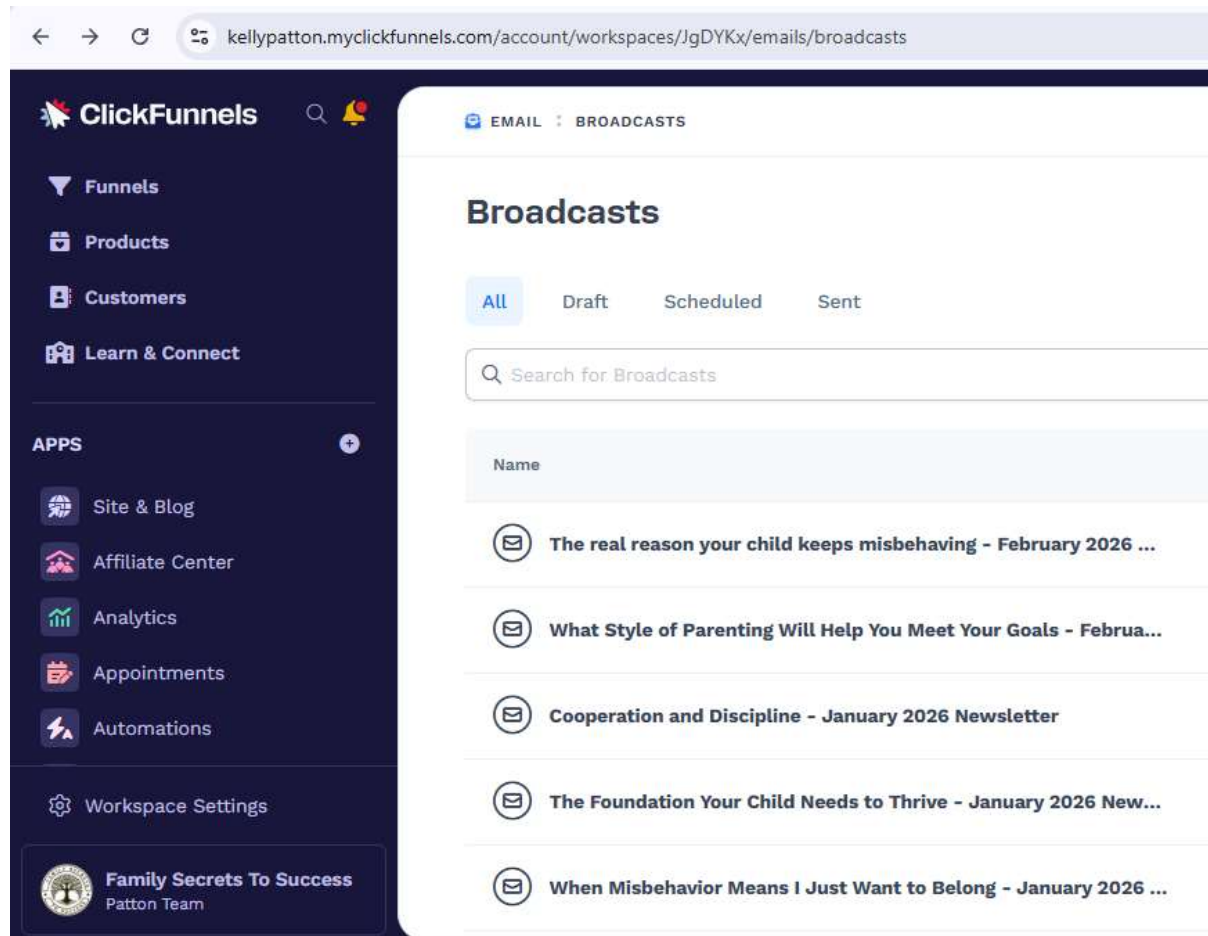 kellypatton.myclickfunnels.com/account/workspaces/JgDYKx/emails/broadcasts
ClickFunnels
Funnels
Products
Customers
Learn & Connect
APPS
Site & Blog
Affiliate Center
Analytics
Appointments
Automations
Workspace Settings
Family Secrets To Success
Patton Team
EMAIL : BROADCASTS
Broadcasts
All Draft Scheduled Sent
Search for Broadcasts
Name
The real reason your child keeps misbehaving - February 2026 ...
What Style of Parenting Will Help You Meet Your Goals - Februa...
Cooperation and Discipline - January 2026 Newsletter
The Foundation Your Child Needs to Thrive - January 2026 New...
When Misbehavior Means I Just Want to Belong - January 2026 ...